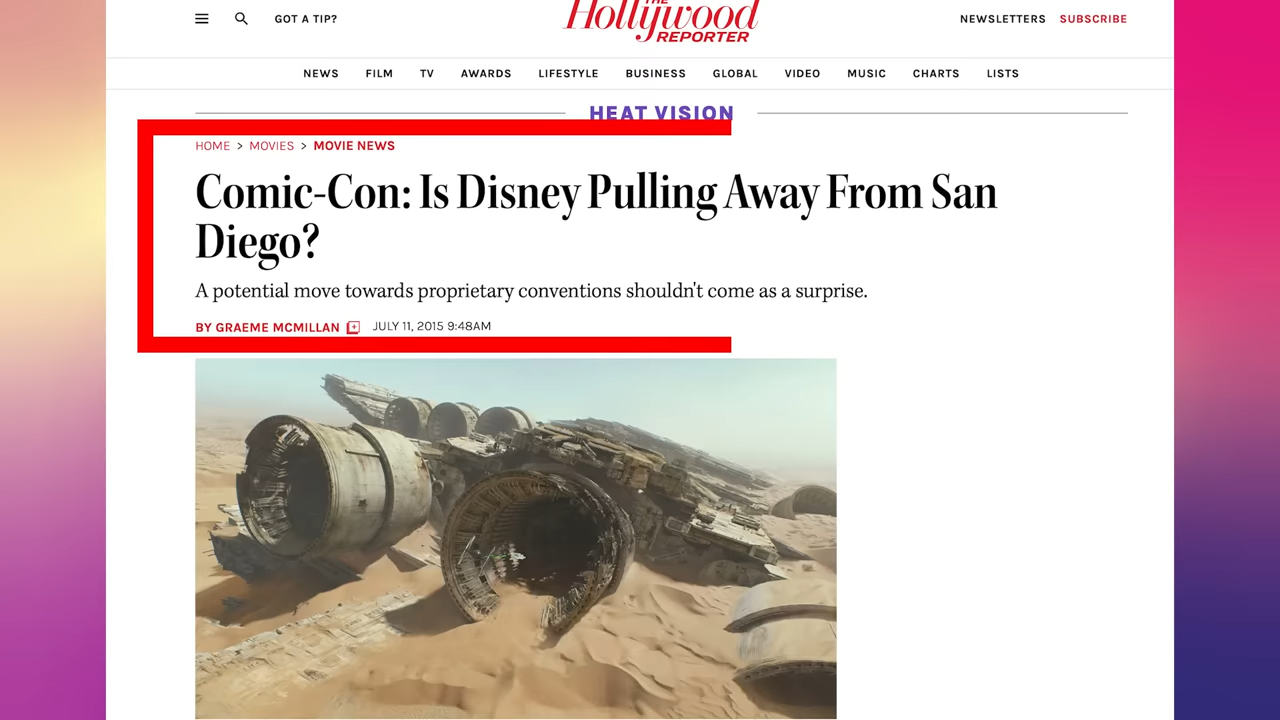 GOT A TIP?
THE
Hollywood
REPORTER
NEWSLETTERS SUBSCRIBE
NEWS FILM TV AWARDS LIFESTYLE BUSINESS GLOBAL VIDEO MUSIC CHARTS LISTS
HEAT VISION
HOME > MOVIES > MOVIE NEWS
Comic-Con: Is Disney Pulling Away From San
Diego?
A potential move towards proprietary conventions shouldn't come as a surprise.
BY GRAEME MCMILLAN JULY 11, 2015 9:48AM